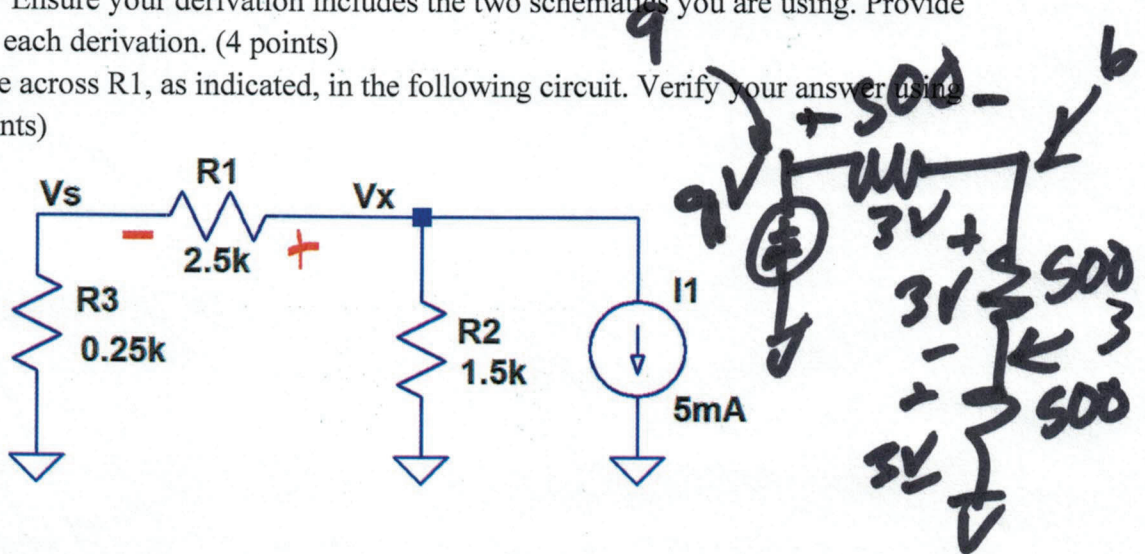 Ensure your derivation includes the two schematics you are using. Provide
each derivation. (4 points)
e across R1, as indicated, in the following circuit. Verify your answer using
nts)
9
b
+ 500 -
R1
Vs
Vx
9V
3V
+
-
+
2.5k
500
I1
R3
3V
3
R2
0.25k
-
1.5k
+
500
5mA
3V